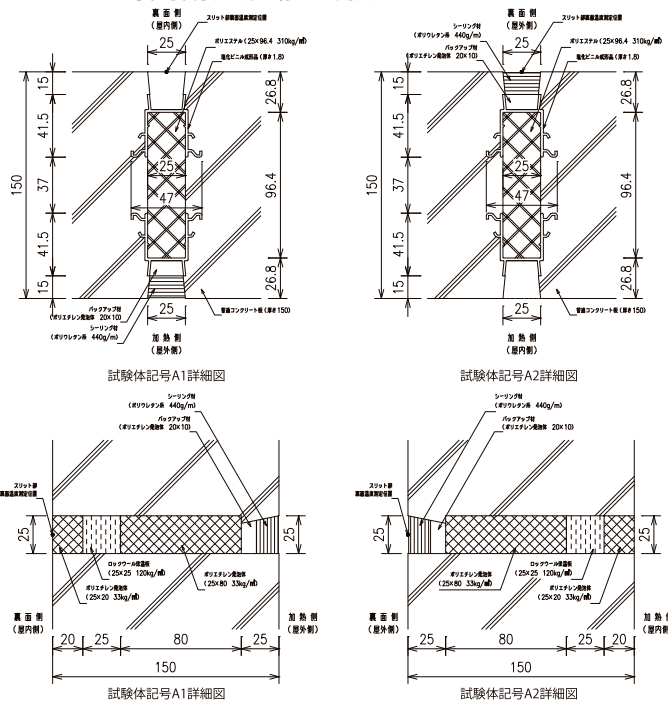 裏面側
(屋内側)
スリット部裏面温度測定位置
25
ポリエステル(25×96.4 310kg/㎥)
塩化ビニル成形品(厚さ1.8)
15
41.5
37
41.5
15
150
26.8
96.4
26.8
25
47
バックアップ材
(ポリエチレン発泡体 20×10)
シーリング材
(ポリウレタン系 440g/m)
25
普通コンクリート板(厚さ150)
加熱側
(屋外側)
試験体記号A1詳細図
裏面側
(屋外側)
スリット部裏面温度測定位置
シーリング材
(ポリウレタン系 440g/m)
バックアップ材
(ポリエチレン発泡体 20×10)
25
ポリエステル(25×96.4 310kg/㎥)
塩化ビニル成形品(厚さ1.8)
15
41.5
37
41.5
15
150
26.8
96.4
26.8
25
47
25
普通コンクリート板(厚さ150)
加熱側
(屋内側)
試験体記号A2詳細図
シーリング材
(ポリウレタン系 440g/m)
バックアップ材
(ポリエチレン発泡体 20×10)
スリット部
裏面温度測定位置
25
25
ロックウール保温板
(25×25 120kg/㎥)
ポリエチレン発泡体
(25×20 33kg/㎥)
ポリエチレン発泡体
(25×80 33kg/㎥)
裏面側
(屋内側)
加熱側
(屋外側)
20
25
80
25
150
試験体記号A1詳細図
シーリング材
(ポリウレタン系 440g/m)
バックアップ材
(ポリエチレン発泡体 20×10)
スリット部
裏面温度測定位置
25
25
ポリエチレン発泡体
(25×80 33kg/㎥)
ロックウール保温板
(25×25 120kg/㎥)
ポリエチレン発泡体
(25×20 33kg/㎥)
裏面側
(屋外側)
加熱側
(屋内側)
25
80
25
20
150
試験体記号A2詳細図